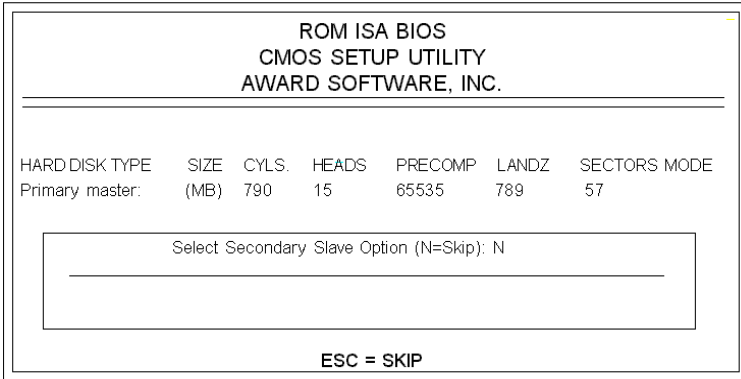 ROM ISA BIOS
CMOS SETUP UTILITY
AWARD SOFTWARE, INC.
HARD DISK TYPE SIZE CYLS. HEADS PRECOMP LANDZ SECTORS MODE
Primary master: (MB) 790 15 65535 789 57
Select Secondary Slave Option (N=Skip): N
ESC = SKIP